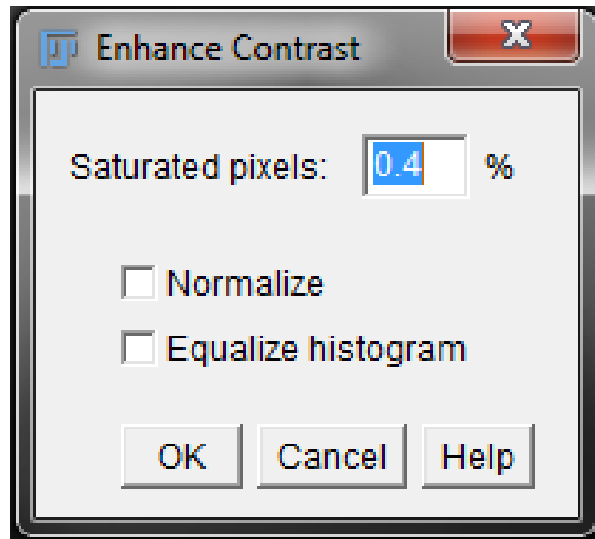 Enhance Contrast
Saturated pixels: 0.4 %
Normalize
Equalize histogram
OK Cancel Help